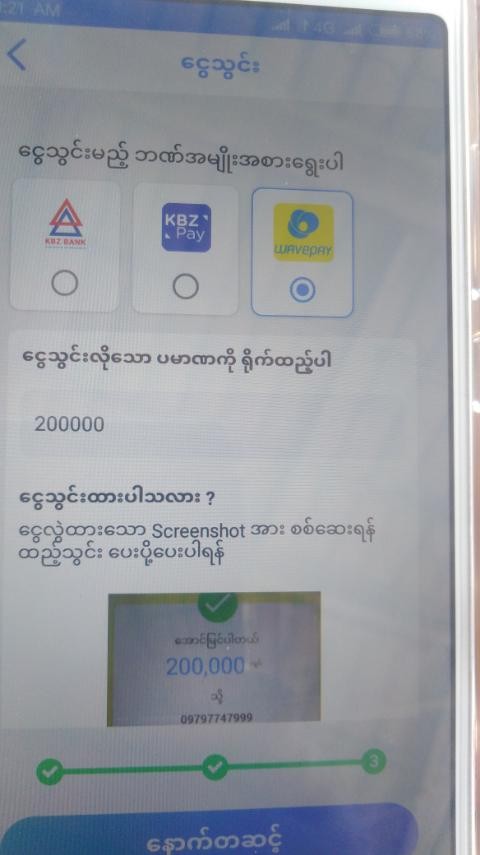 :21 AM
4G
ငွေသွင်း
ငွေသွင်းမည့် ဘဏ်အမျိုးအစားရွေးပါ
KBZ BANK
KBZ Pay
WAVEPAY
ငွေသွင်းလိုသော ပမာဏကို ရိုက်ထည့်ပါ
200000
ငွေသွင်းထားပါသလား ?
ငွေလွှဲထားသော Screenshot အား စစ်ဆေးရန်
ထည့်သွင်း ပေးပို့ပေးပါရန်
အောင်မြင်ပါတယ်
200,000
သို့
09797747999
3
နောက်တဆင့်